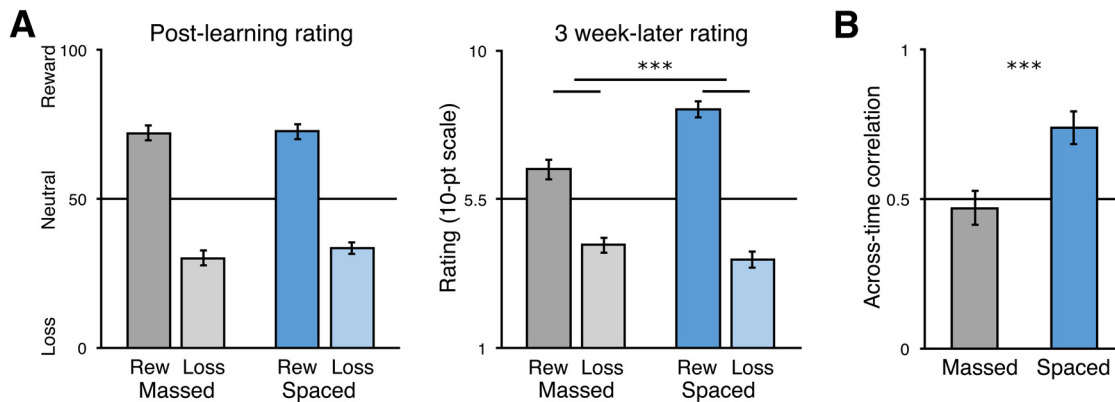 A
Post-learning rating
100
50
0
Reward
Neutral
Loss
Rew Loss Rew Loss
Massed Spaced
3 week-later rating
10
5.5
1
Rating (10-pt scale)
***
Rew Loss Rew Loss
Massed Spaced
B
1
0.5
0
Across-time correlation
***
Massed Spaced